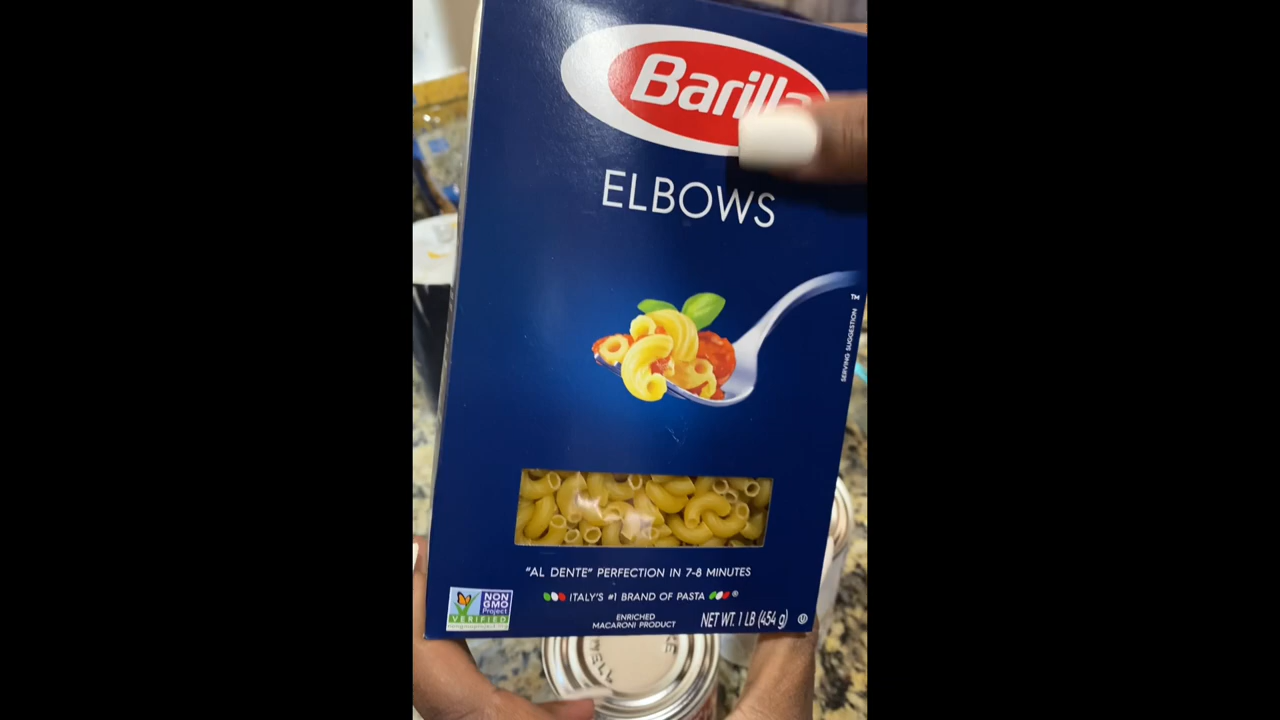 Barilla
ELBOWS
TM
SERVING SUGGESTION
"AL DENTE" PERFECTION IN 7-8 MINUTES
ITALY'S #1 BRAND OF PASTA ®
NON
GMO
Project
VERIFIED
ENRICHED
MACARONI PRODUCT
NET WT. 1 LB (454 g)